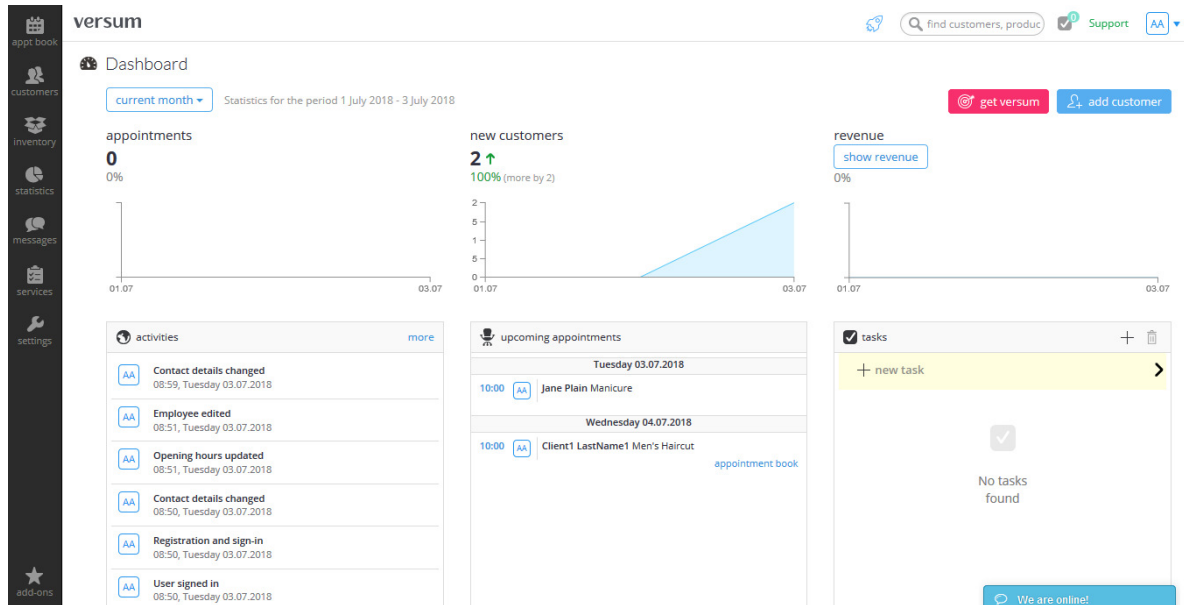 versum
find customers, produc
0
Support
AA
appt book
customers
inventory
statistics
messages
services
settings
add-ons
Dashboard
current month
Statistics for the period 1 July 2018 - 3 July 2018
get versum
add customer
appointments
0
0%
01.07
03.07
new customers
2
100% (more by 2)
2
5
1
5
0
01.07
03.07
revenue
show revenue
0%
01.07
03.07
activities
more
AA
Contact details changed
08:59, Tuesday 03.07.2018
AA
Employee edited
08:51, Tuesday 03.07.2018
AA
Opening hours updated
08:51, Tuesday 03.07.2018
AA
Contact details changed
08:50, Tuesday 03.07.2018
AA
Registration and sign-in
08:50, Tuesday 03.07.2018
AA
User signed in
08:50, Tuesday 03.07.2018
upcoming appointments
Tuesday 03.07.2018
10:00 AA Jane Plain Manicure
Wednesday 04.07.2018
10:00 AA Client1 LastName1 Men's Haircut
appointment book
tasks
new task
No tasks
found
We are online!